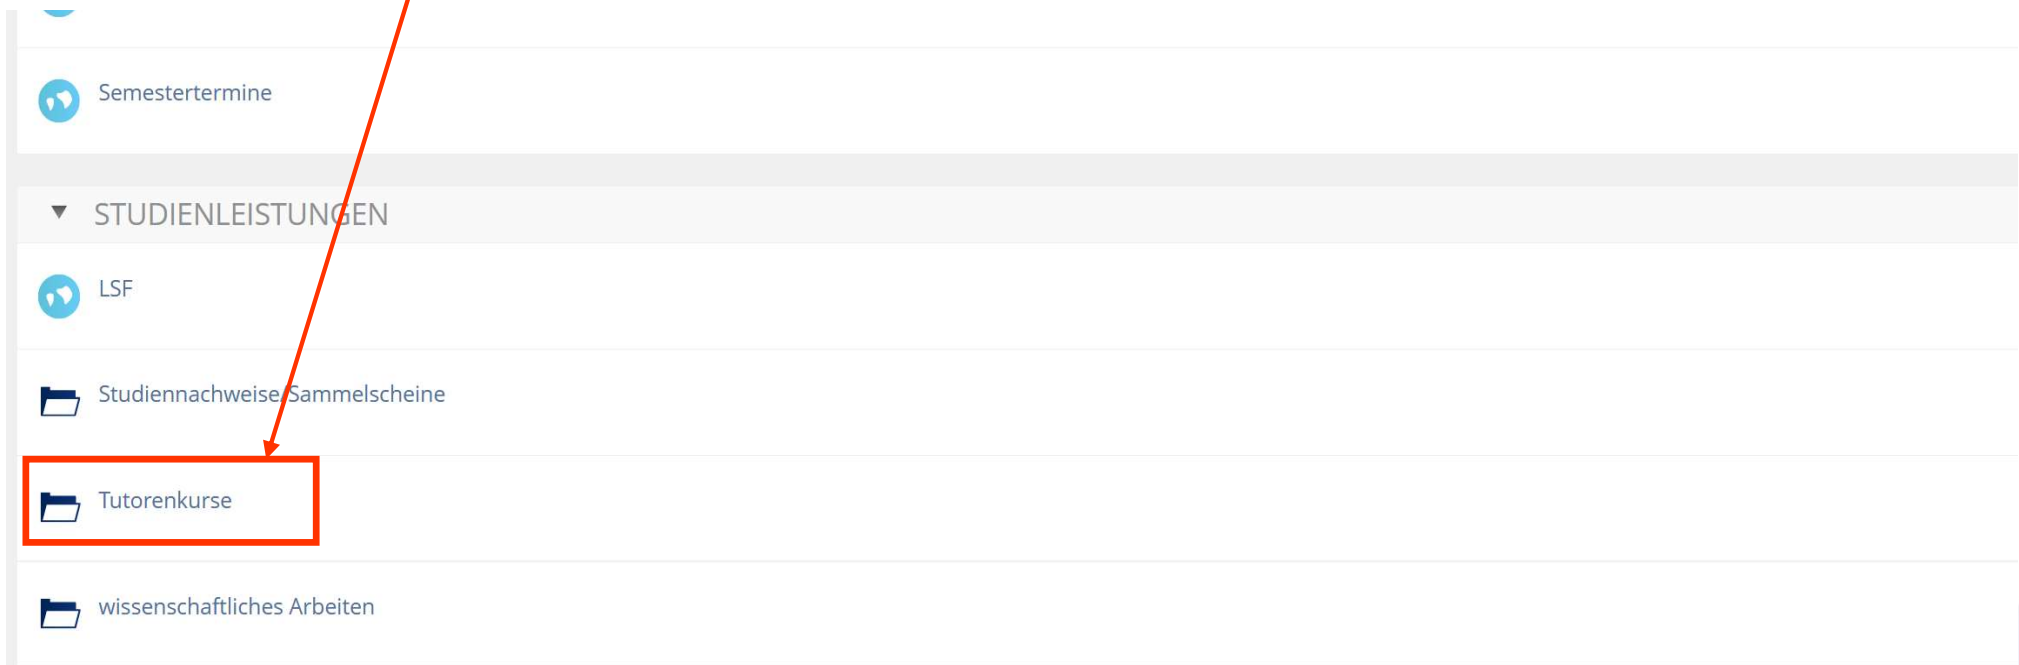 Semestertermine
STUDIENLEISTUNGEN
LSF
Studiennachweise/Sammelscheine
Tutorenkurse
wissenschaftliches Arbeiten